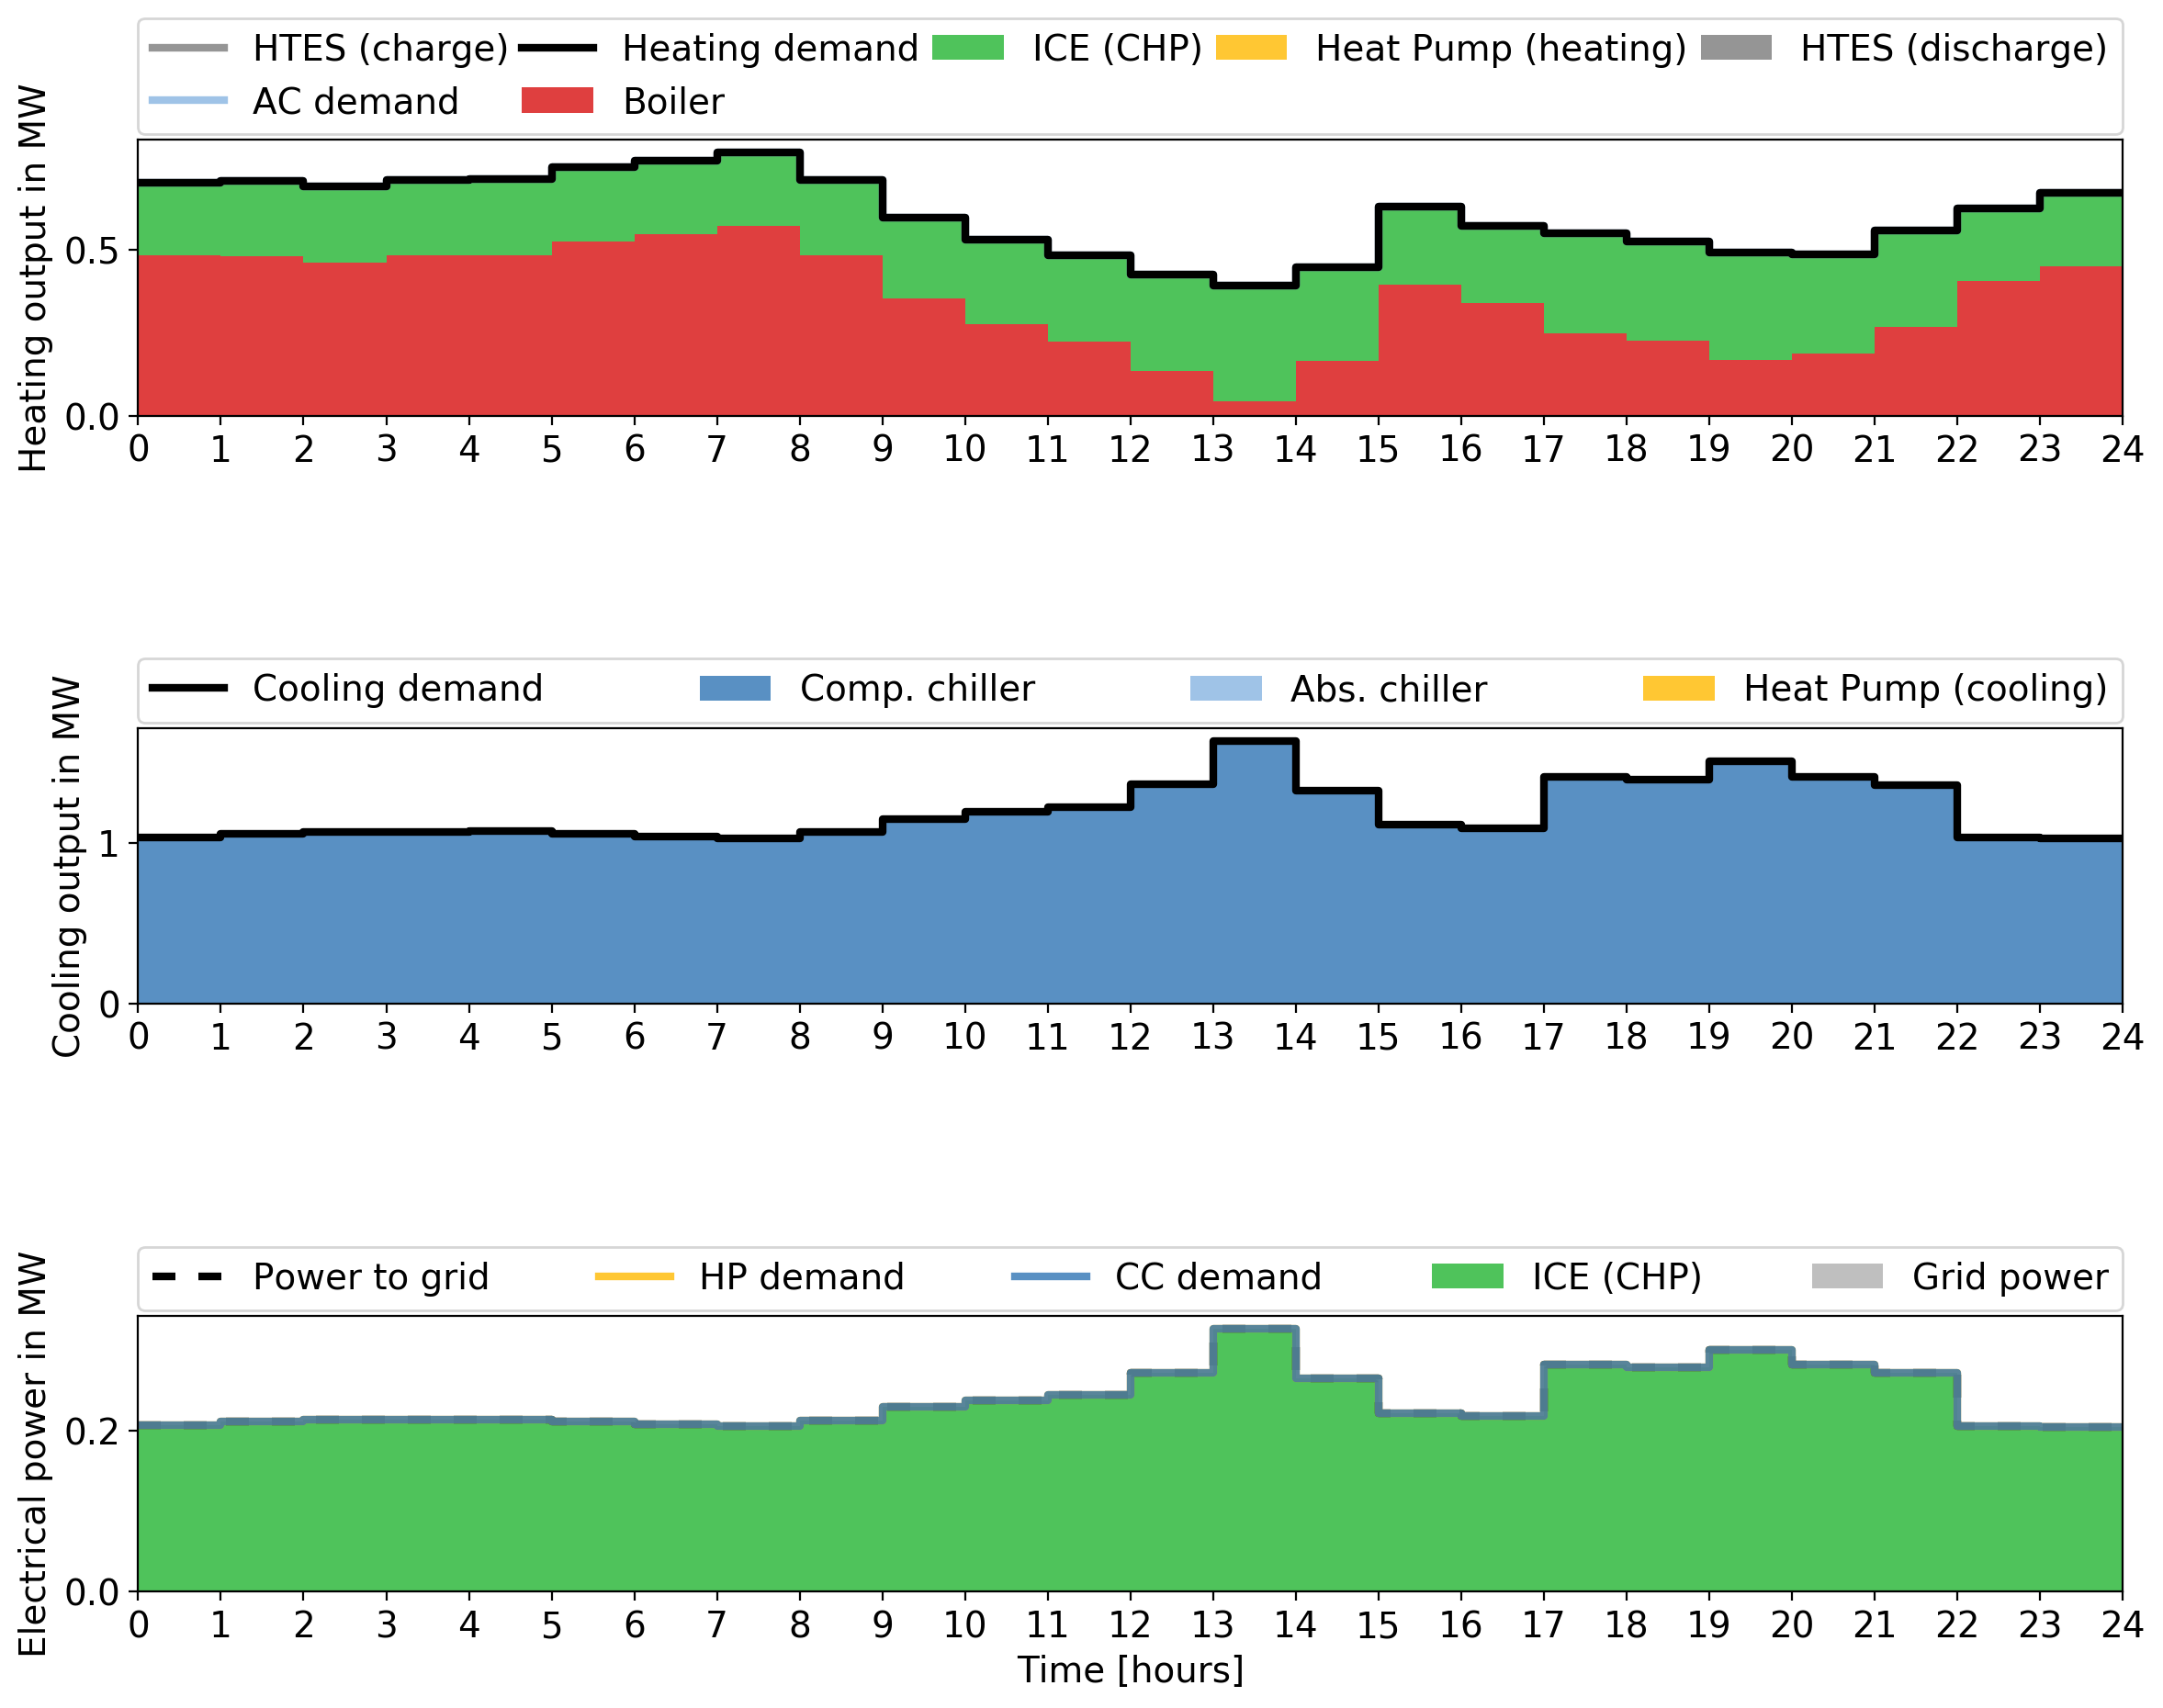 HTES (charge) Heating demand ICE (CHP) Heat Pump (heating) HTES (discharge)
AC demand Boiler
Heating output in MW
0.5
0.0
0 1 2 3 4 5 6 7 8 9 10 11 12 13 14 15 16 17 18 19 20 21 22 23 24
Cooling demand Comp. chiller Abs. chiller Heat Pump (cooling)
Cooling output in MW
1
0
0 1 2 3 4 5 6 7 8 9 10 11 12 13 14 15 16 17 18 19 20 21 22 23 24
Power to grid HP demand CC demand ICE (CHP) Grid power
Electrical power in MW
0.2
0.0
0 1 2 3 4 5 6 7 8 9 10 11 12 13 14 15 16 17 18 19 20 21 22 23 24
Time [hours]